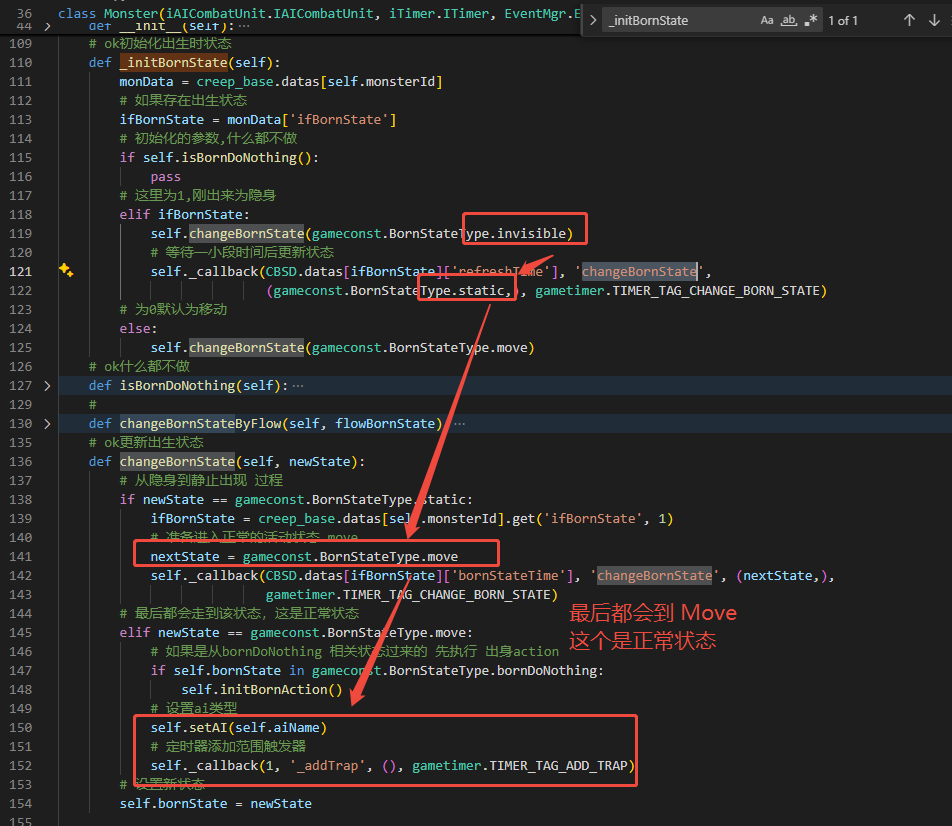 36 class Monster(iAICombatUnit.IAICombatUnit, iTimer.ITimer, EventMgr.E
_initBornState Aa ab .* 1 of 1
44 def __init__(self): ···
109 # ok初始化出生时状态
110 def _initBornState(self):
111 monData = creep_base.datas[self.monsterId]
112 # 如果存在出生状态
113 ifBornState = monData['ifBornState']
114 # 初始化的参数,什么都不做
115 if self.isBornDoNothing():
116 pass
117 # 这里为1,刚出来为隐身
118 elif ifBornState:
119 self.changeBornState(gameconst.BornStateType.invisible)
120 # 等待一小段时间后更新状态
121 self._callback(CBSD.datas[ifBornState]['refreshTime'], 'changeBornState',
122 (gameconst.BornStateType.static,), gametimer.TIMER_TAG_CHANGE_BORN_STATE)
123 # 为0默认为移动
124 else:
125 self.changeBornState(gameconst.BornStateType.move)
126 # ok什么都不做
127 def isBornDoNothing(self): ···
129 #
130 def changeBornStateByFlow(self, flowBornState) ···
135 # ok更新出生状态
136 def changeBornState(self, newState):
137 # 从隐身到静止出现 过程
138 if newState == gameconst.BornStateType.static:
139 ifBornState = creep_base.datas[self.monsterId].get('ifBornState', 1)
140 # 准备进入正常的活动状态 move
141 nextState = gameconst.BornStateType.move
142 self._callback(CBSD.datas[ifBornState]['bornStateTime'], 'changeBornState', (nextState,),
143 gametimer.TIMER_TAG_CHANGE_BORN_STATE)
144 # 最后都会走到该状态，这是正常状态
145 elif newState == gameconst.BornStateType.move:
146 # 如果是从bornDoNothing 相关状态过来的 先执行 出身action
147 if self.bornState in gameconst.BornStateType.bornDoNothing:
148 self.initBornAction()
149 # 设置ai类型
150 self.setAI(self.aiName)
151 # 定时器添加范围触发器
152 self._callback(1, '_addTrap', (), gametimer.TIMER_TAG_ADD_TRAP)
153 # 设置新状态
154 self.bornState = newState
155
最后都会到 Move
这个是正常状态